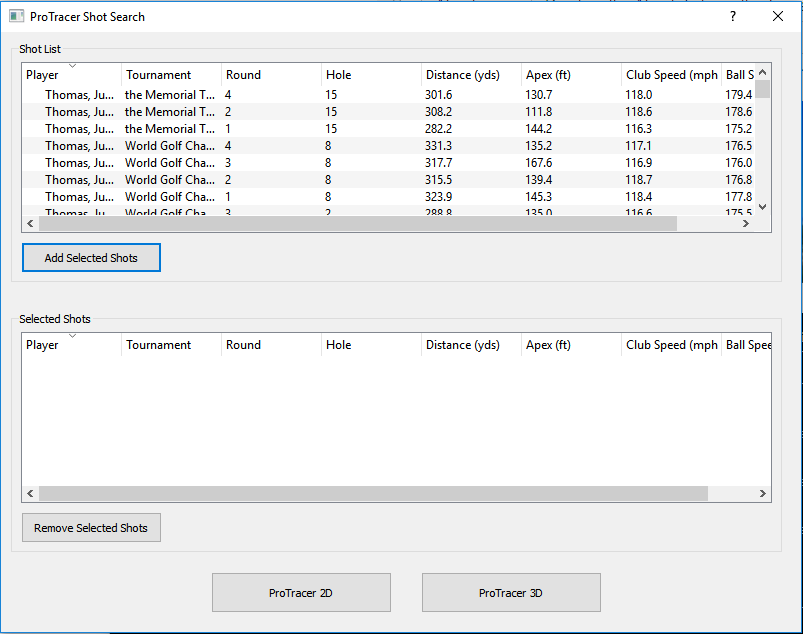 ProTracer Shot Search ?
Shot List
Player Tournament Round Hole Distance (yds) Apex (ft) Club Speed (mph Ball S
Thomas, Ju... the Memorial T... 4 15 301.6 130.7 118.0 179.4
Thomas, Ju... the Memorial T... 2 15 308.2 111.8 118.6 178.6
Thomas, Ju... the Memorial T... 1 15 282.2 144.2 116.3 175.2
Thomas, Ju... World Golf Cha... 4 8 331.3 135.2 117.1 176.5
Thomas, Ju... World Golf Cha... 3 8 317.7 167.6 116.9 176.0
Thomas, Ju... World Golf Cha... 2 8 315.5 139.4 118.7 176.8
Thomas, Ju... World Golf Cha... 1 8 323.9 145.3 118.4 177.8
Thomas, Ju... World Golf Cha... 3 2 288.8 135.0 116.6 175.5
Add Selected Shots
Selected Shots
Player Tournament Round Hole Distance (yds) Apex (ft) Club Speed (mph Ball Spee
Remove Selected Shots
ProTracer 2D ProTracer 3D